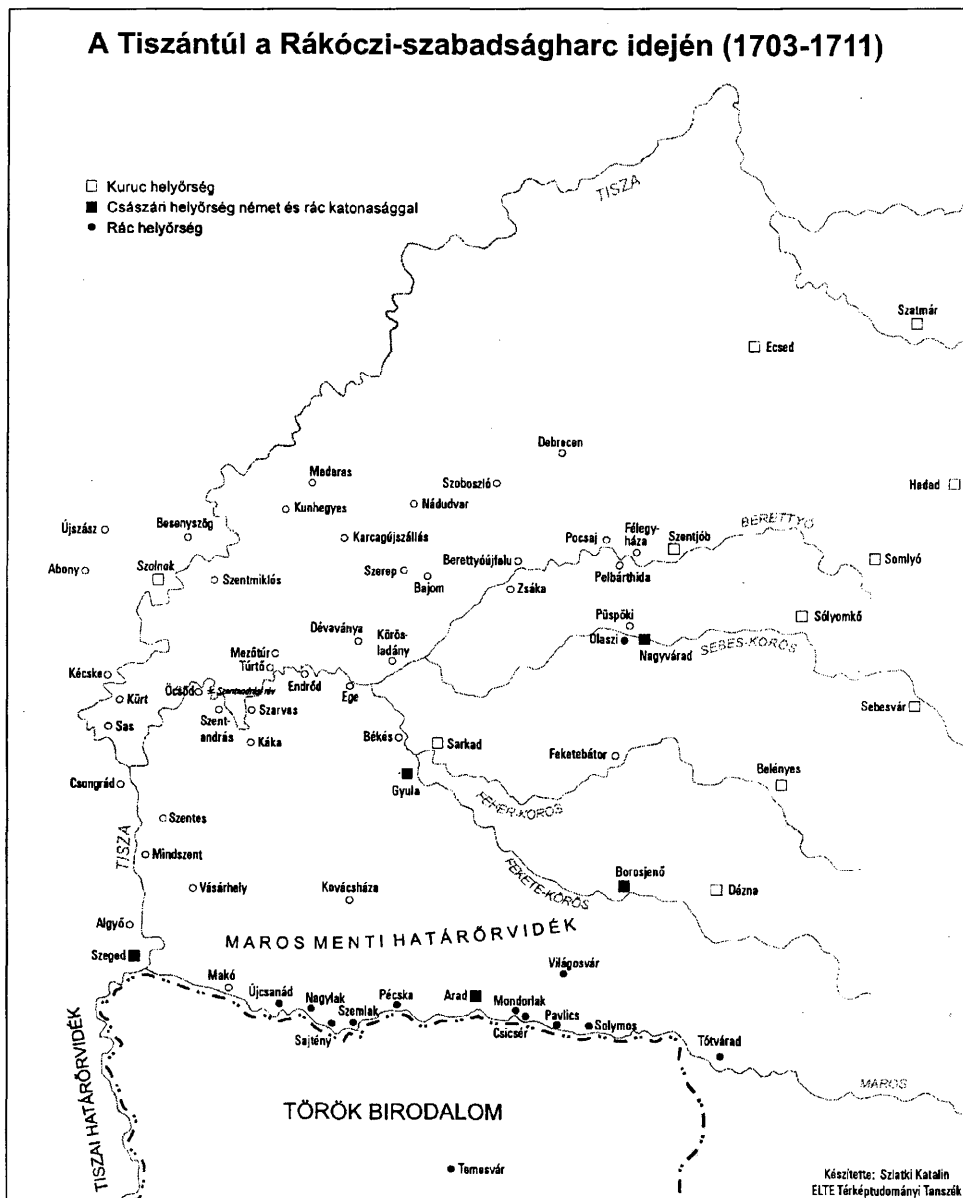 A Tiszántúl a Rákóczi-szabadságharc idején (1703-1711)
Kuruc helyőrség
Császári helyőrség német és rác katonasággal
Rác helyőrség
TISZA
Szatmár
Ecsed
Debrecen
Madaras
Szoboszló
Hadad
Kunhegyes
Nádudvar
Újszász
Besenyszög
Karcagújszállás
Pocsaj
Félegy-
háza
Szentjób
BERETTYÓ
Abony
Szolnok
Szentmiklós
Szerep
Bajom
Berettyóújfalu
Zsáka
Pelbárthida
Somlyó
Püspöki
Sólyomkő
Dévaványa
Körös-
ladány
Olaszi
Nagyvárad
SEBES-KÖRÖS
Mezőtúr
Túrtő
Kécske
Öcsöd
Szentandrási rév
Endrőd
Ege
Kürt
Szent-
andrás
Szarvas
Sebesvár
Sas
Káka
Békés
Sarkad
Feketebátor
Belényes
Csongrád
Gyula
FEHÉR-KÖRÖS
Szentes
TISZA
Mindszent
FEKETE-KÖRÖS
Borosjenő
Dézna
Vásárhely
Kovácsháza
Algyő
MAROS MENTI HATÁRŐRVIDÉK
Szeged
Világosvár
Makó
Újcsanád
Nagylak
Pécska
Arad
Mondorlak
Szemlak
Pavlics
Solymos
Sajtény
Csicsér
Tótvárad
MAROS
TISZAI HATÁRŐRVIDÉK
TÖRÖK BIRODALOM
Temesvár
Készítette: Szlatki Katalin
ELTE Térképtudományi Tanszék